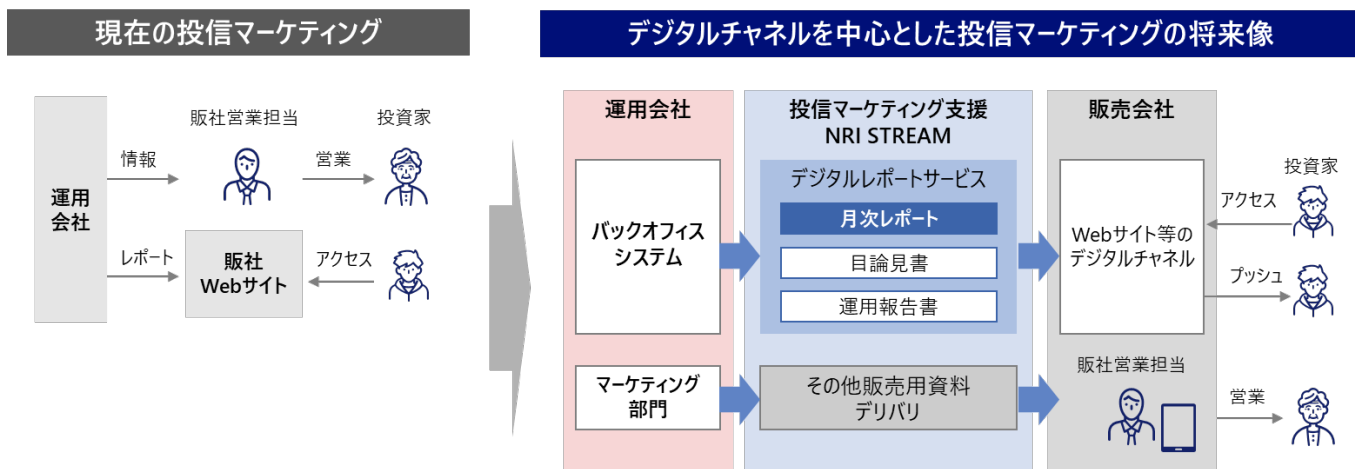 現在の投信マーケティング
販社営業担当
投資家
情報
営業
運用
会社
レポート
販社
Webサイト
アクセス
デジタルチャネルを中心とした投信マーケティングの将来像
運用会社
投信マーケティング支援
NRI STREAM
販売会社
デジタルレポートサービス
月次レポート
目論見書
運用報告書
バックオフィス
システム
Webサイト等の
デジタルチャネル
投資家
アクセス
プッシュ
マーケティング
部門
その他販売用資料
デリバリ
販社営業担当
営業